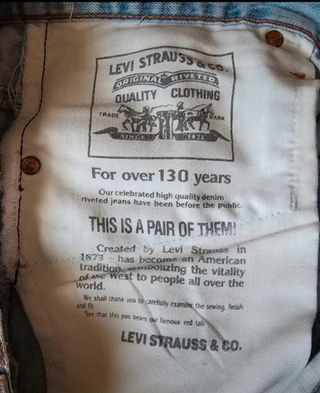 LEVI STRAUSS & CO.
ORIGINAL RIVETED
QUALITY CLOTHING
TRADE MARK
SINCE
For over 130 years
Our celebrated high quality denim
riveted jeans have been before the public.
THIS IS A PAIR OF THEM!
Created by Levi Strauss in
1873 - has become an American
tradition, symbolizing the vitality
of the West to people all over the
world.
We shall thank you to carefully examine the sewing, finish
and fit.
See that this pair bears our famous red tab
LEVI STRAUSS & CO.